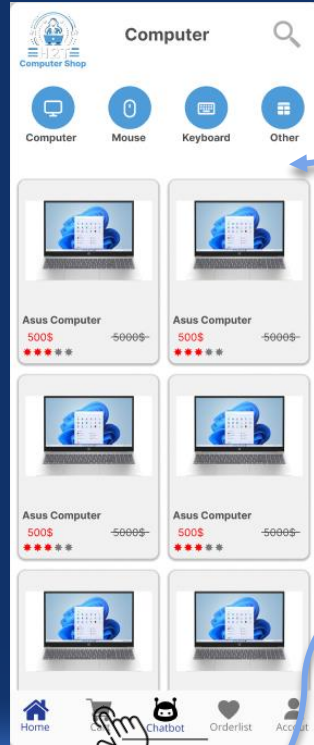 H2T
Computer Shop
Computer
Computer
Mouse
Keyboard
Other
Asus Computer
500$
5000$
Asus Computer
500$
5000$
Asus Computer
500$
5000$
Asus Computer
500$
5000$
Home
Chatbot
Orderlist